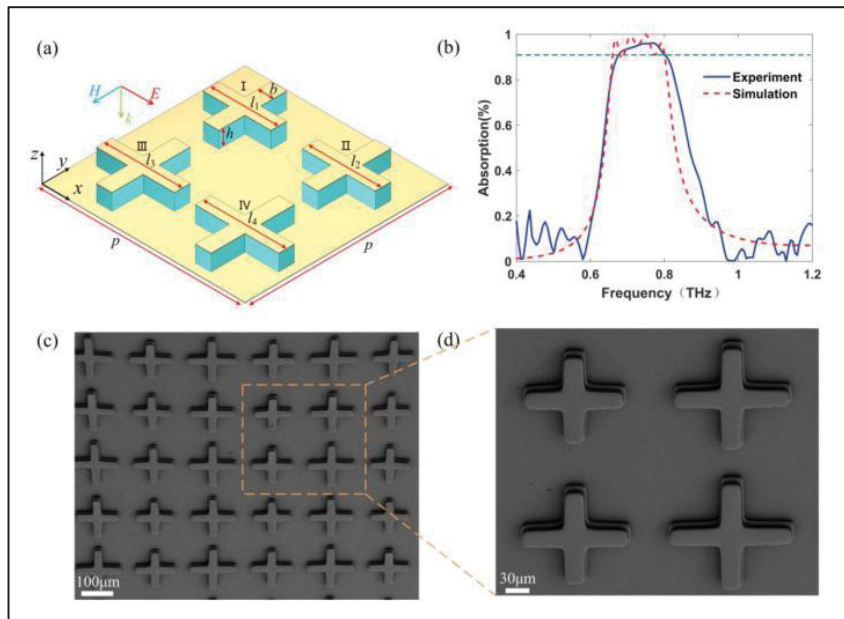 (a)
H
E
k
z
y
x
I
b
l1
h
II
l2
III
l3
IV
l4
p
p
(b)
Absorption(%)
1
0.8
0.6
0.4
0.2
0
0.4
0.6
0.8
1
1.2
Frequency（THz）
Experiment
Simulation
(c)
100μm
(d)
30μm